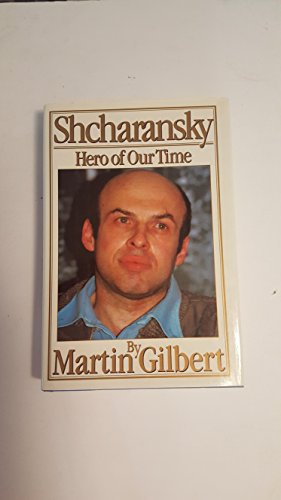 Shcharansky
Hero of Our Time
By
Martin Gilbert